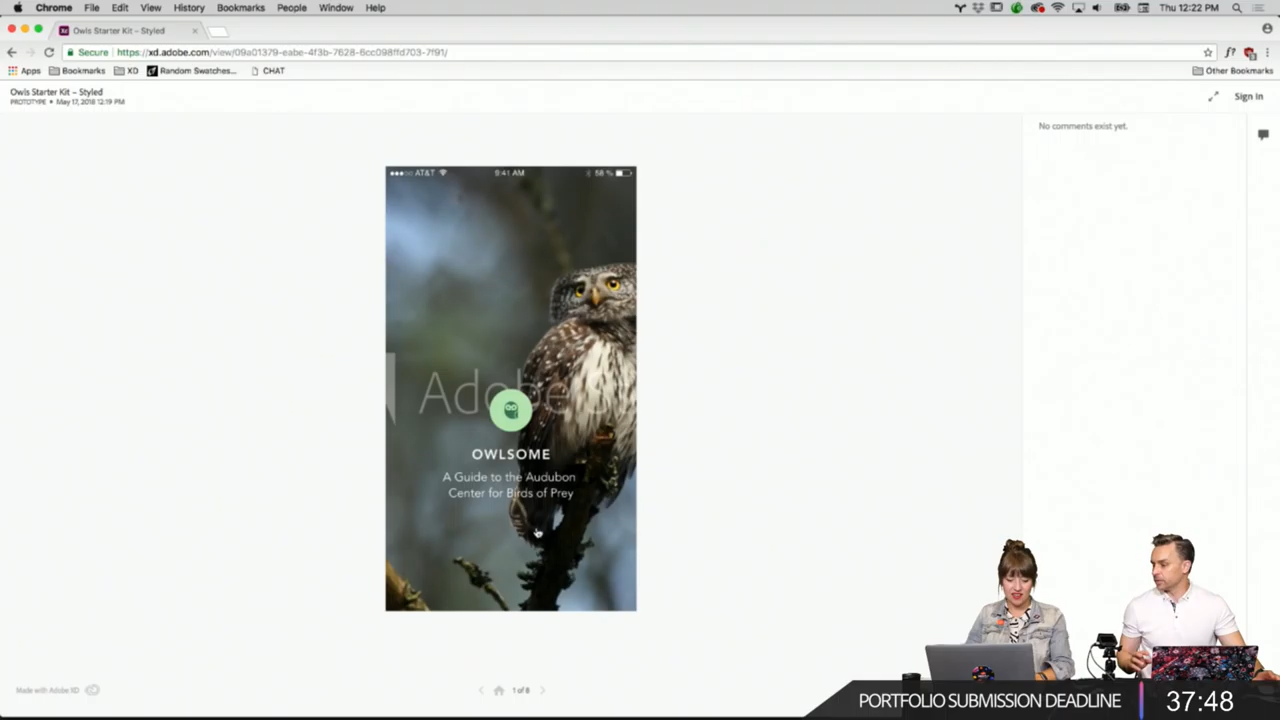 Chrome File Edit View History Bookmarks People Window Help Thu 12:22 PM
Owls Starter Kit – Styled
Secure https://xd.adobe.com/view/09a01379-eabe-4f3b-7628-6cc098ffd703-7f91/
Apps Bookmarks XD Random Swatches... CHAT Other Bookmarks
Owls Starter Kit – Styled
PROTOTYPE • May 17, 2018 12:19 PM
Sign In
No comments exist yet.
AT&T 9:41 AM 58 %
Adobe St
OWLSOME
A Guide to the Audubon
Center for Birds of Prey
Made with Adobe XD
1 of 8
PORTFOLIO SUBMISSION DEADLINE 37:48